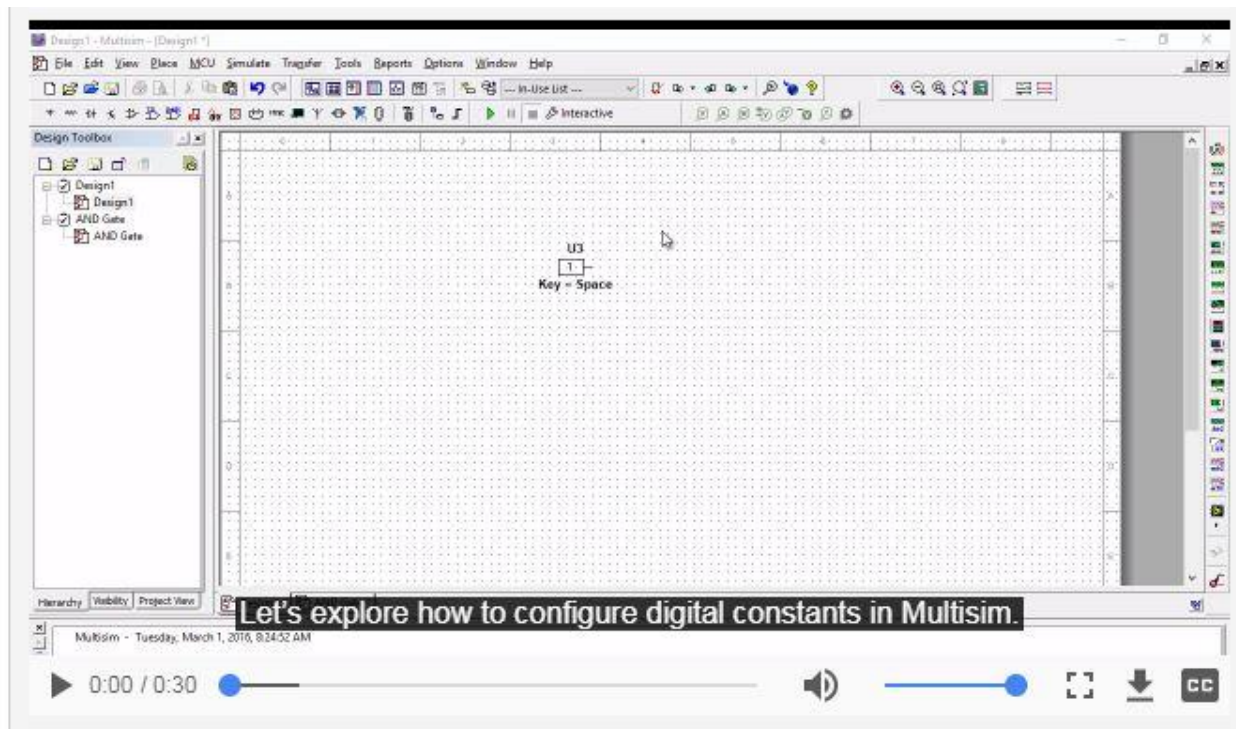 Design1 - Multisim - [Design1 *]
File Edit View Place MCU Simulate Transfer Tools Reports Options Window Help
--- In-Use List ---
Interactive
Design Toolbox
Design1
Design1
AND Gate
AND Gate
U3
1
Key = Space
Hierarchy Visibility Project View
Let's explore how to configure digital constants in Multisim.
Multisim - Tuesday, March 1, 2016, 8:24:52 AM
0:00 / 0:30
CC